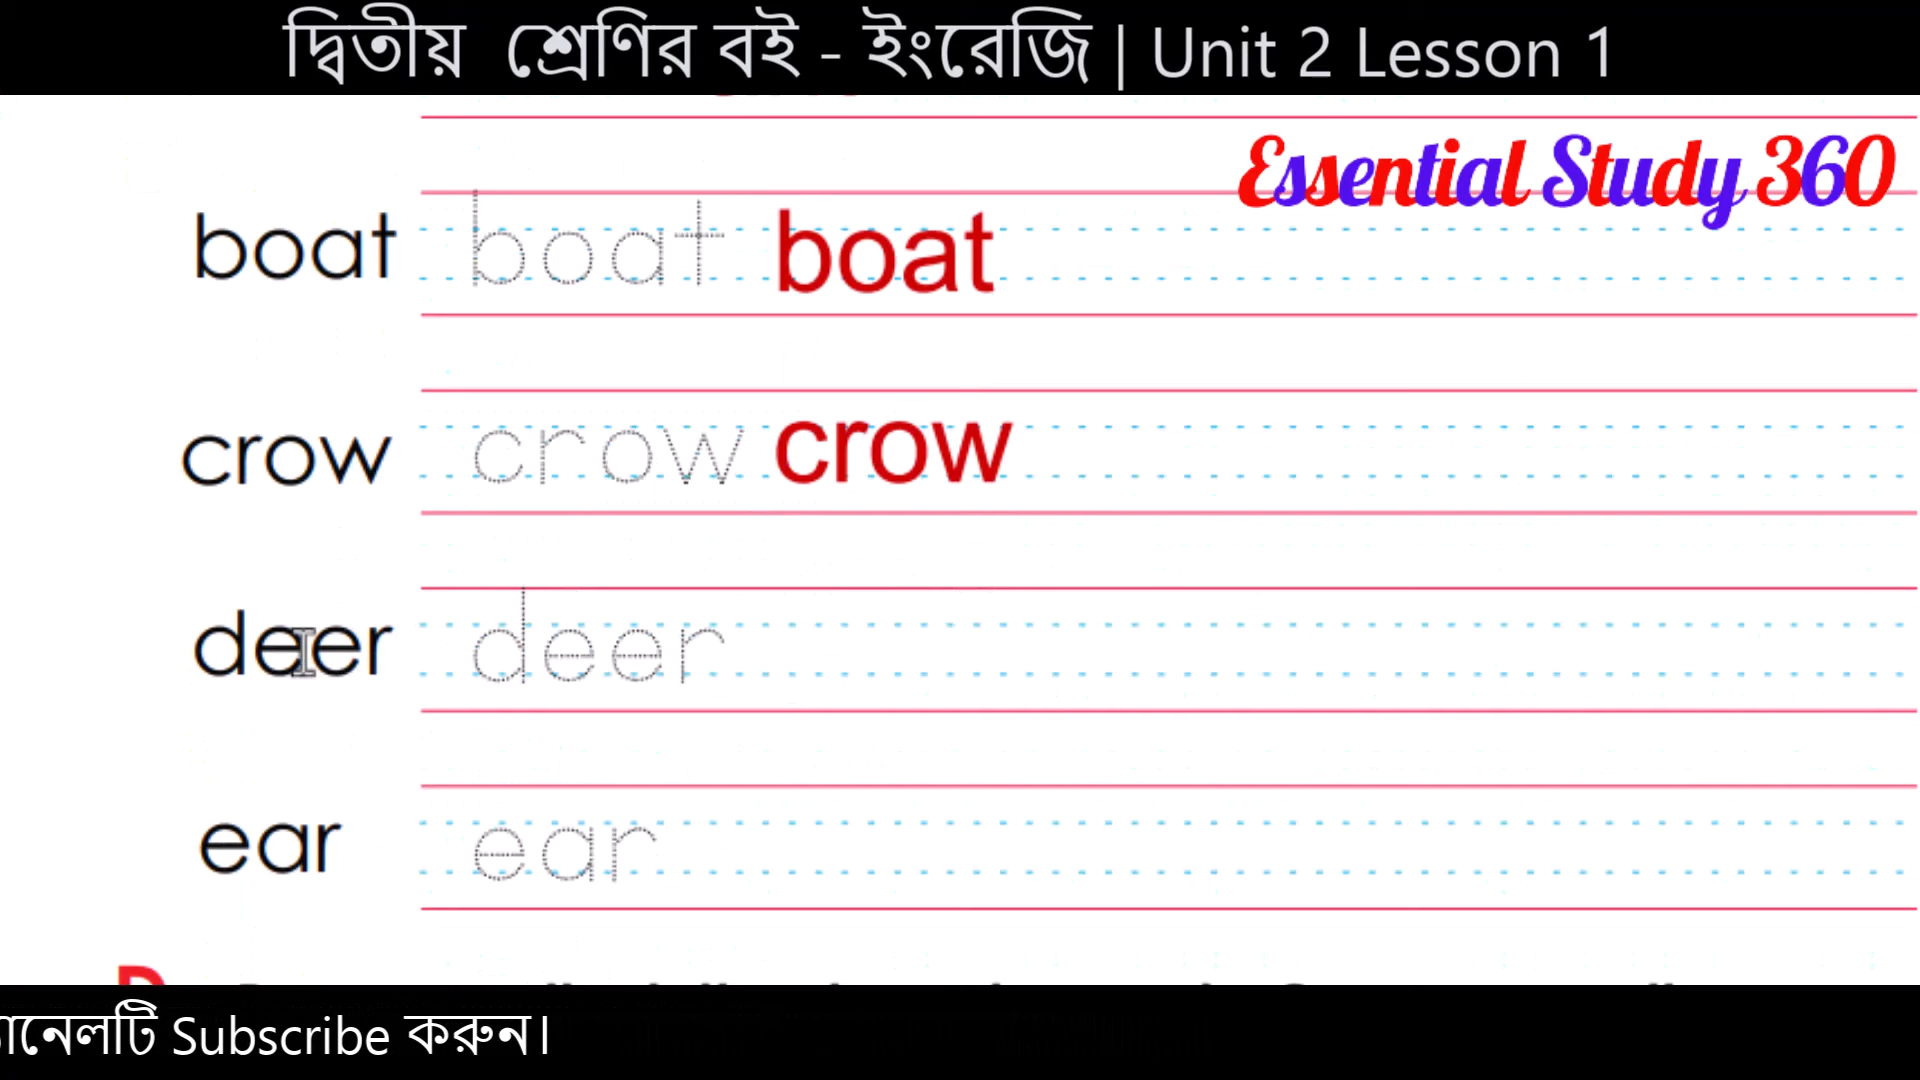 দ্বিতীয় শ্রেণির বই - ইংরেজি | Unit 2 Lesson 1
Essential Study 360
boat boat boat
crow crow crow
deer deer
ear ear
Subscribe করুন।